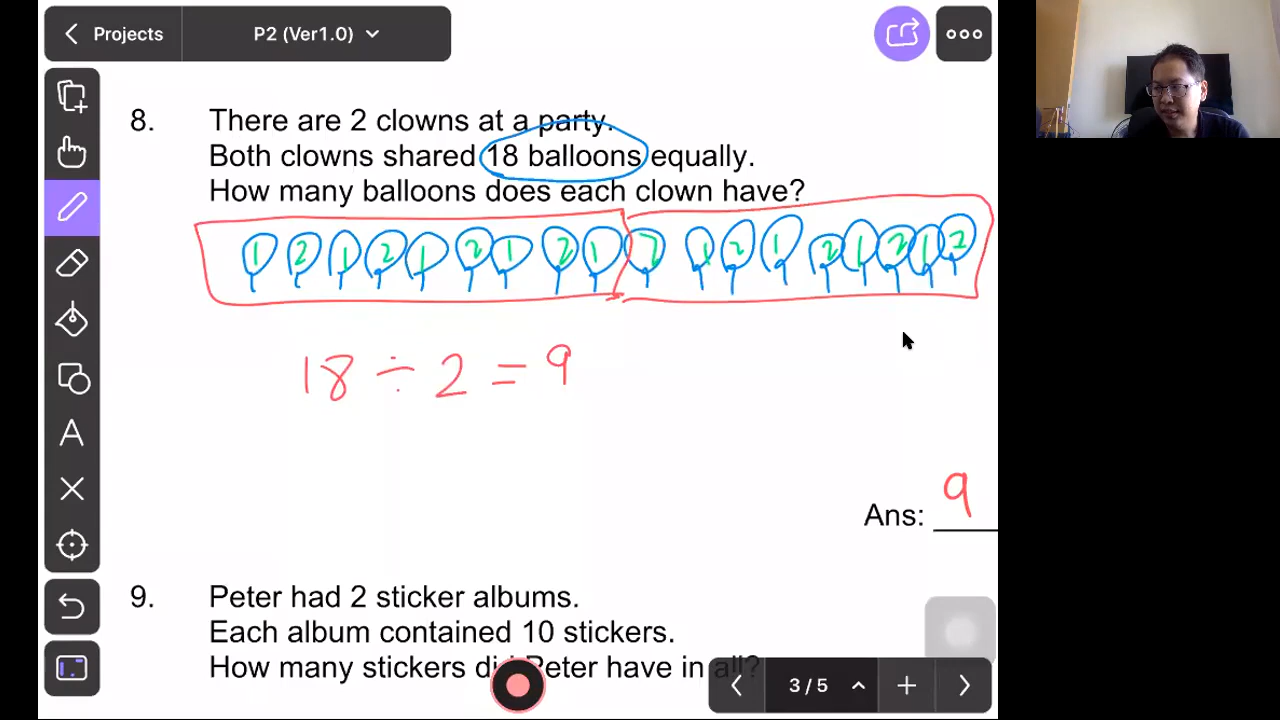 Projects
P2 (Ver1.0)
8. There are 2 clowns at a party.
Both clowns shared 18 balloons equally.
How many balloons does each clown have?
1 2 1 2 1 2 1 2 1 2 1 2 1 2 1 2 1 2
18 ÷ 2 = 9
Ans: 9
9. Peter had 2 sticker albums.
Each album contained 10 stickers.
How many stickers did Peter have in all?
3 / 5